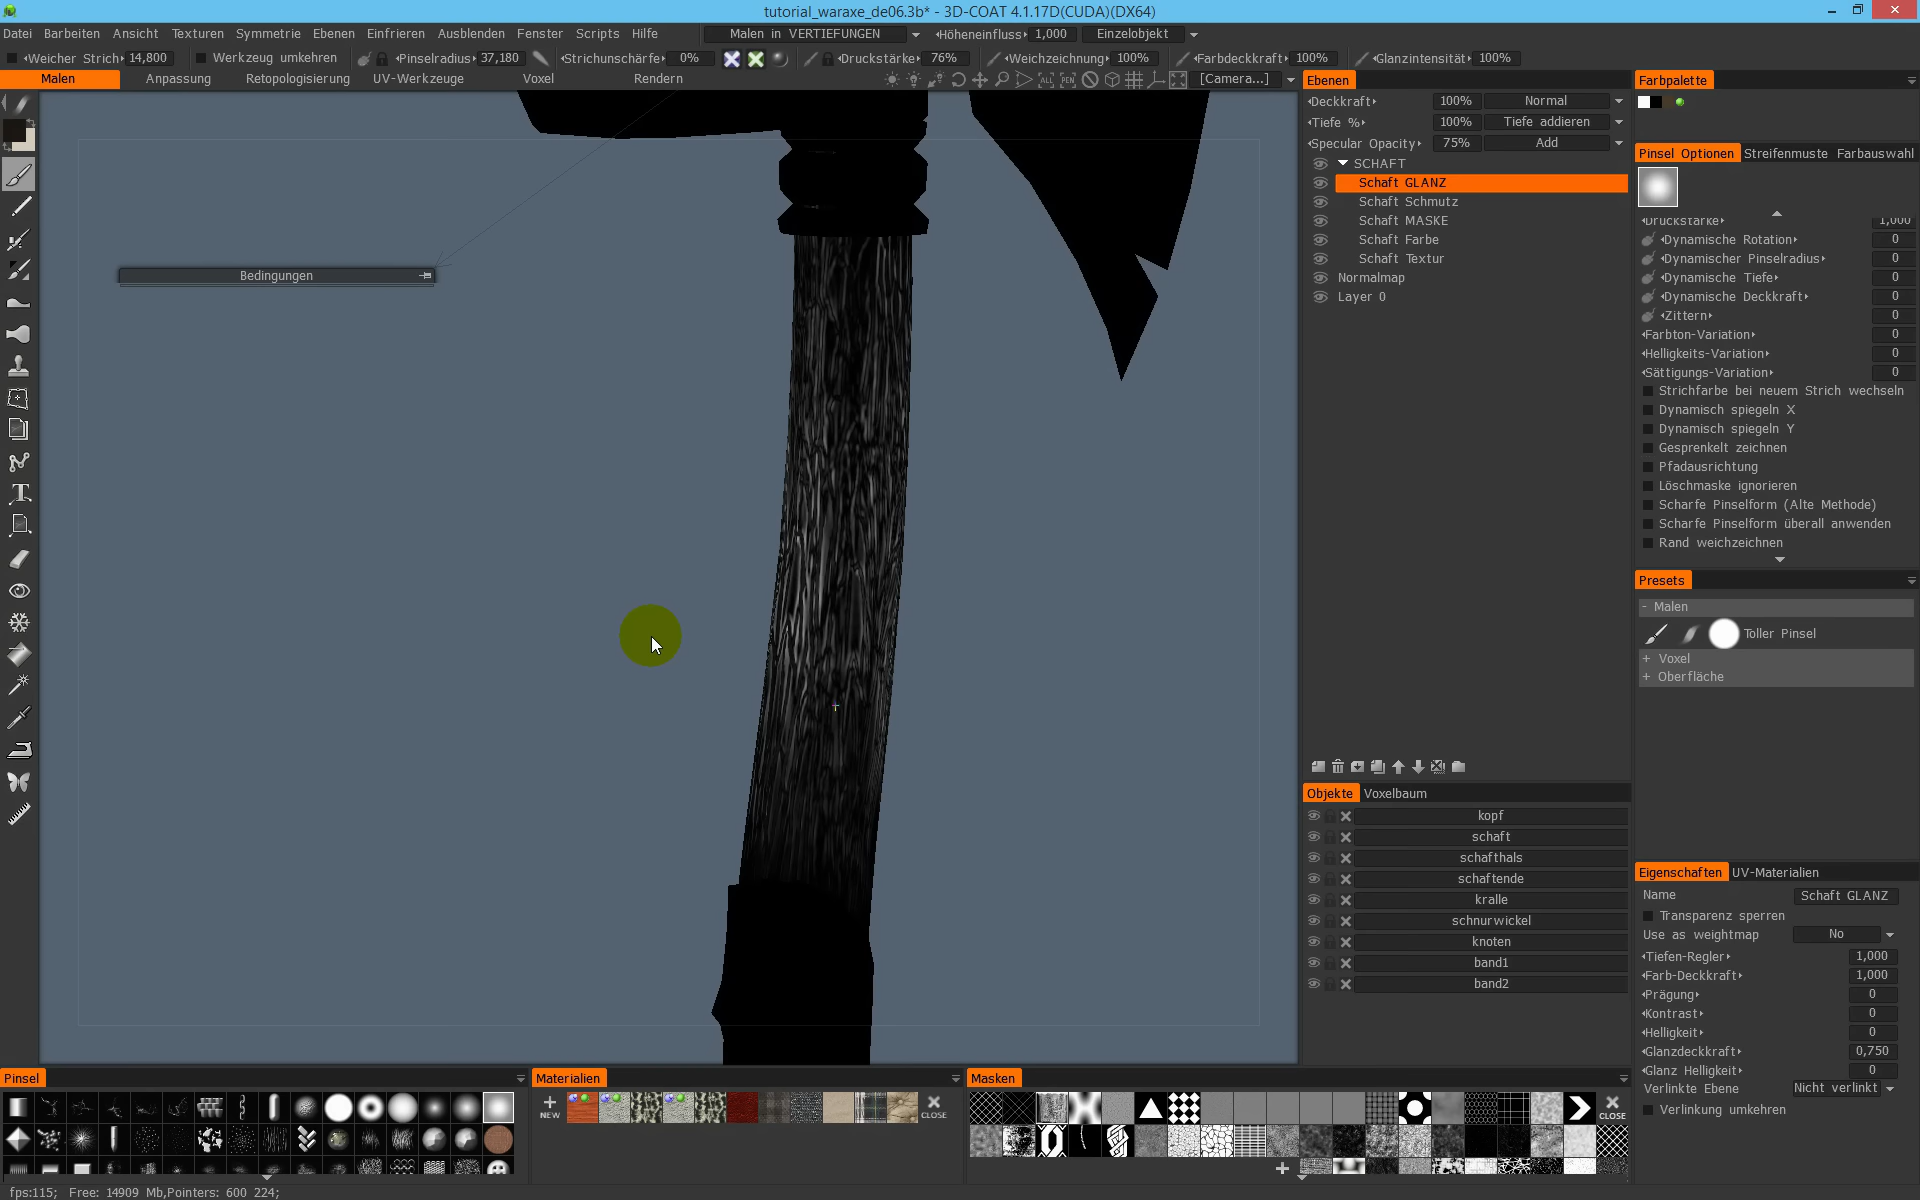 tutorial_waraxe_de06.3b* - 3D-COAT 4.1.17D(CUDA)(DX64)
Datei Bearbeiten Ansicht Texturen Symmetrie Ebenen Einfrieren Ausblenden Fenster Scripts Hilfe Malen in VERTIEFUNGEN Höheneinfluss 1,000 Einzelobjekt
Weicher Strich 14,800 Werkzeug umkehren Pinselradius 37,180 Strichunschärfe 0% Druckstärke 76% Weichzeichnung 100% Farbdeckkraft 100% Glanzintensität 100%
Malen Anpassung Retopologisierung UV-Werkzeuge Voxel Rendern ALL PEN [Camera...]
Ebenen
Deckkraft 100% Normal
Tiefe % 100% Tiefe addieren
Specular Opacity 75% Add
SCHAFT
Schaft GLANZ
Schaft Schmutz
Schaft MASKE
Schaft Farbe
Schaft Textur
Normalmap
Layer 0
Farbpalette
Pinsel Optionen Streifenmuste Farbauswahl
Druckstärke 1,000
Dynamische Rotation 0
Dynamischer Pinselradius 0
Dynamische Tiefe 0
Dynamische Deckkraft 0
Zittern 0
Farbton-Variation 0
Helligkeits-Variation 0
Sättigungs-Variation 0
Strichfarbe bei neuem Strich wechseln
Dynamisch spiegeln X
Dynamisch spiegeln Y
Gesprenkelt zeichnen
Pfadausrichtung
Löschmaske ignorieren
Scharfe Pinselform (Alte Methode)
Scharfe Pinselform überall anwenden
Rand weichzeichnen
Presets
- Malen
Toller Pinsel
+ Voxel
+ Oberfläche
Bedingungen
Objekte Voxelbaum
kopf
schaft
schafthals
schaftende
kralle
schnurwickel
knoten
band1
band2
Eigenschaften UV-Materialien
Name Schaft GLANZ
Transparenz sperren
Use as weightmap No
Tiefen-Regler 1,000
Farb-Deckkraft 1,000
Prägung 0
Kontrast 0
Helligkeit 0
Glanzdeckkraft 0,750
Glanz Helligkeit 0
Verlinkte Ebene Nicht verlinkt
Verlinkung umkehren
Pinsel
Materialien
NEW CLOSE
Masken
CLOSE
fps:115; Free: 14909 Mb,Pointers: 600 224;